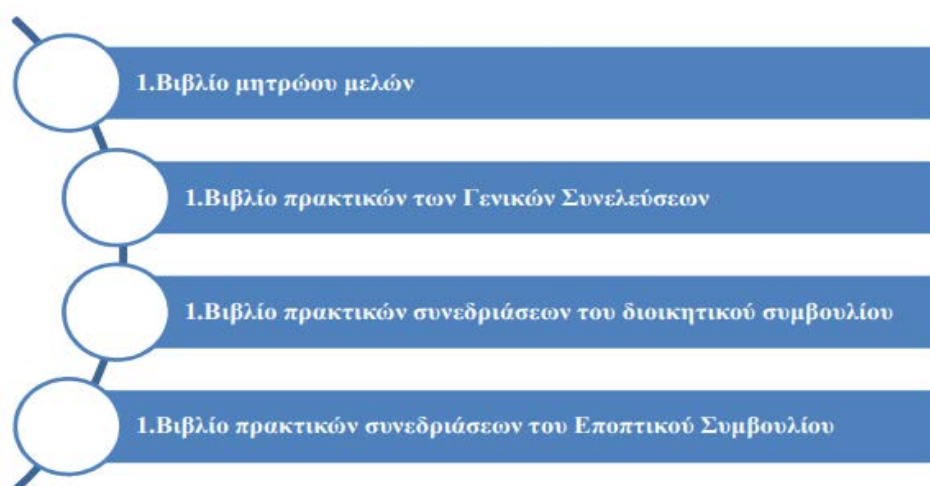 1.Βιβλίο μητρώου μελών
1.Βιβλίο πρακτικών των Γενικών Συνελεύσεων
1.Βιβλίο πρακτικών συνεδριάσεων του διοικητικού συμβουλίου
1.Βιβλίο πρακτικών συνεδριάσεων του Εποπτικού Συμβουλίου